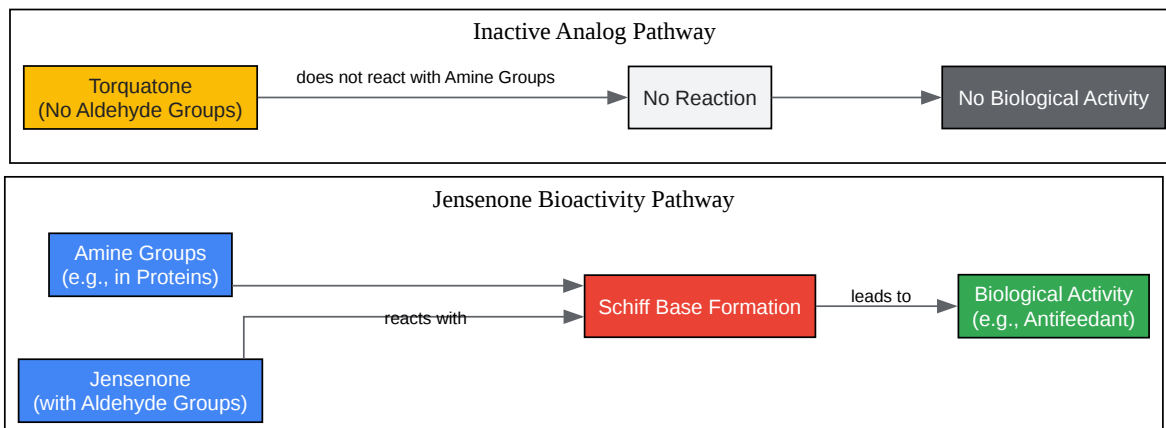 Inactive Analog Pathway
Torquatone
(No Aldehyde Groups)
does not react with Amine Groups
No Reaction
No Biological Activity
Jensenone Bioactivity Pathway
Amine Groups
(e.g., in Proteins)
reacts with
Jensenone
(with Aldehyde Groups)
Schiff Base Formation
leads to
Biological Activity
(e.g., Antifeedant)